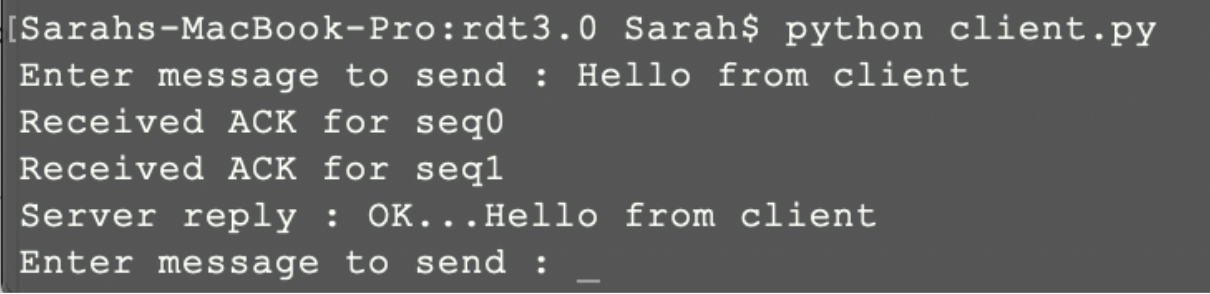 [Sarahs-MacBook-Pro:rdt3.0 Sarah$ python client.py
Enter message to send : Hello from client
Received ACK for seq0
Received ACK for seq1
Server reply : OK...Hello from client
Enter message to send : _